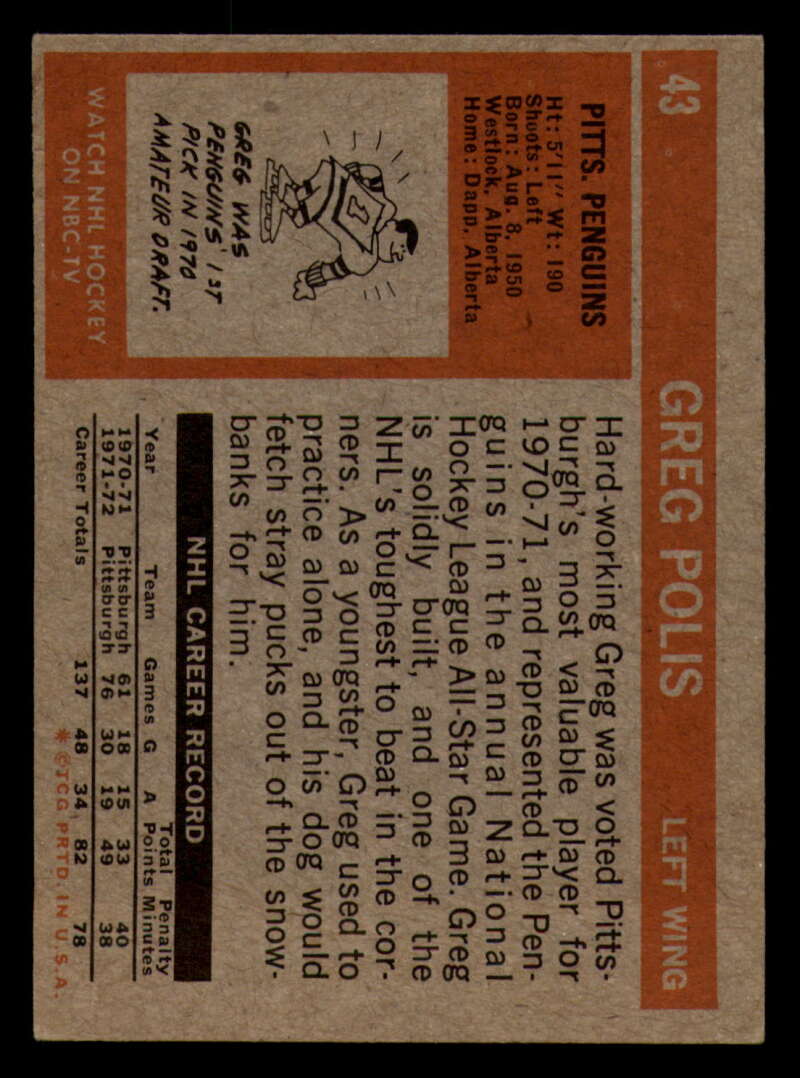 43 GREG POLIS LEFT WING
PITTS. PENGUINS
Ht: 5'11" Wt: 190
Shoots: Left
Born: Aug. 8, 1950
Westlock, Alberta
Home: Dapp, Alberta
GREG WAS
PENGUINS' 1ST
PICK IN 1970
AMATEUR DRAFT.
WATCH NHL HOCKEY
ON NBC-TV
Hard-working Greg was voted Pitts-
burgh's most valuable player for
1970-71, and represented the Pen-
guins in the annual National
Hockey League All-Star Game. Greg
is solidly built, and one of the
NHL's toughest to beat in the cor-
ners. As a youngster, Greg used to
practice alone, and his dog would
fetch stray pucks out of the snow-
banks for him.
NHL CAREER RECORD
Total Penalty
Year Team Games G A Points Minutes
1970-71 Pittsburgh 61 18 15 33 40
1971-72 Pittsburgh 76 30 19 49 38
Career Totals 137 48 34 82 78
* ©TCG PRTD. IN U.S.A.